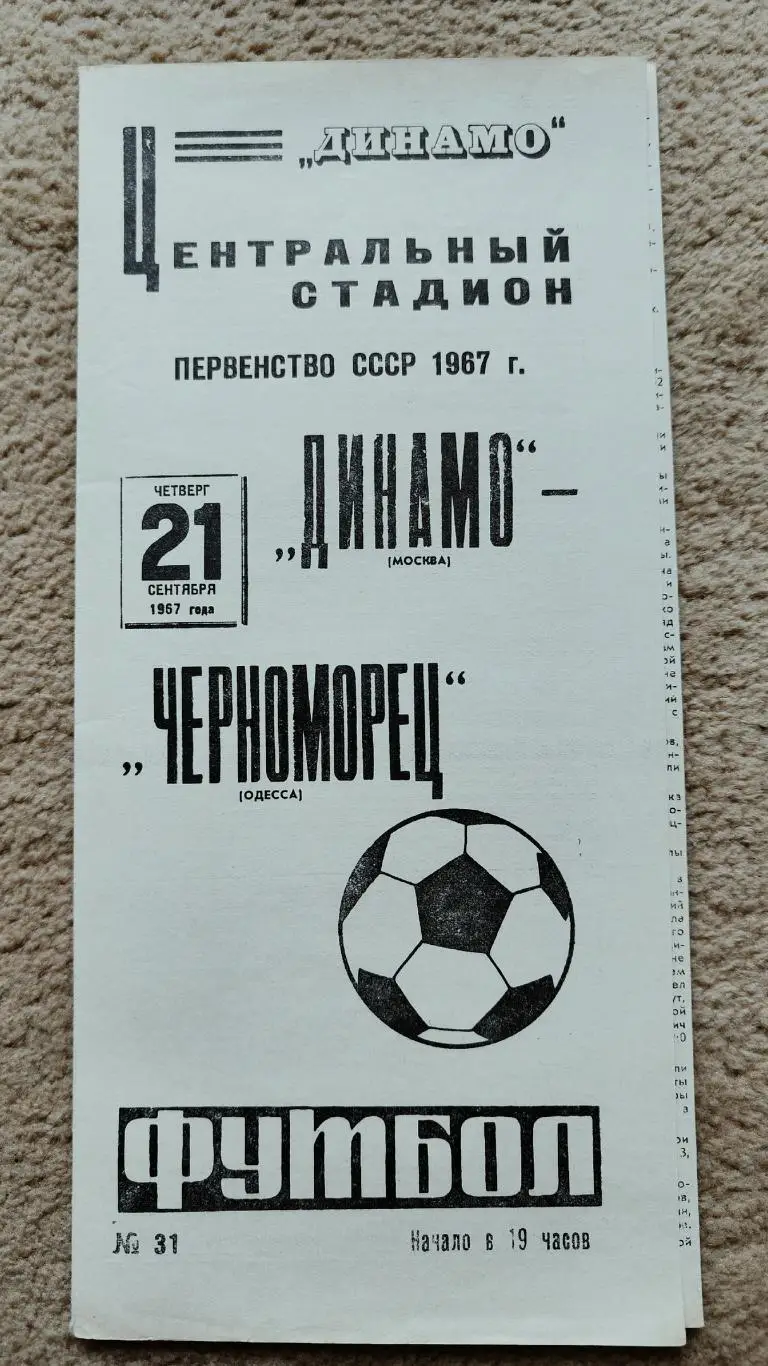 „ДИНАМО“
ЦЕНТРАЛЬНЫЙ
СТАДИОН
ПЕРВЕНСТВО СССР 1967 г.
ЧЕТВЕРГ
21
СЕНТЯБРЯ
1967 года
„ДИНАМО“ —
(МОСКВА)
„ЧЕРНОМОРЕЦ“
(ОДЕССА)
ФУТБОЛ
№ 31 Начало в 19 часов